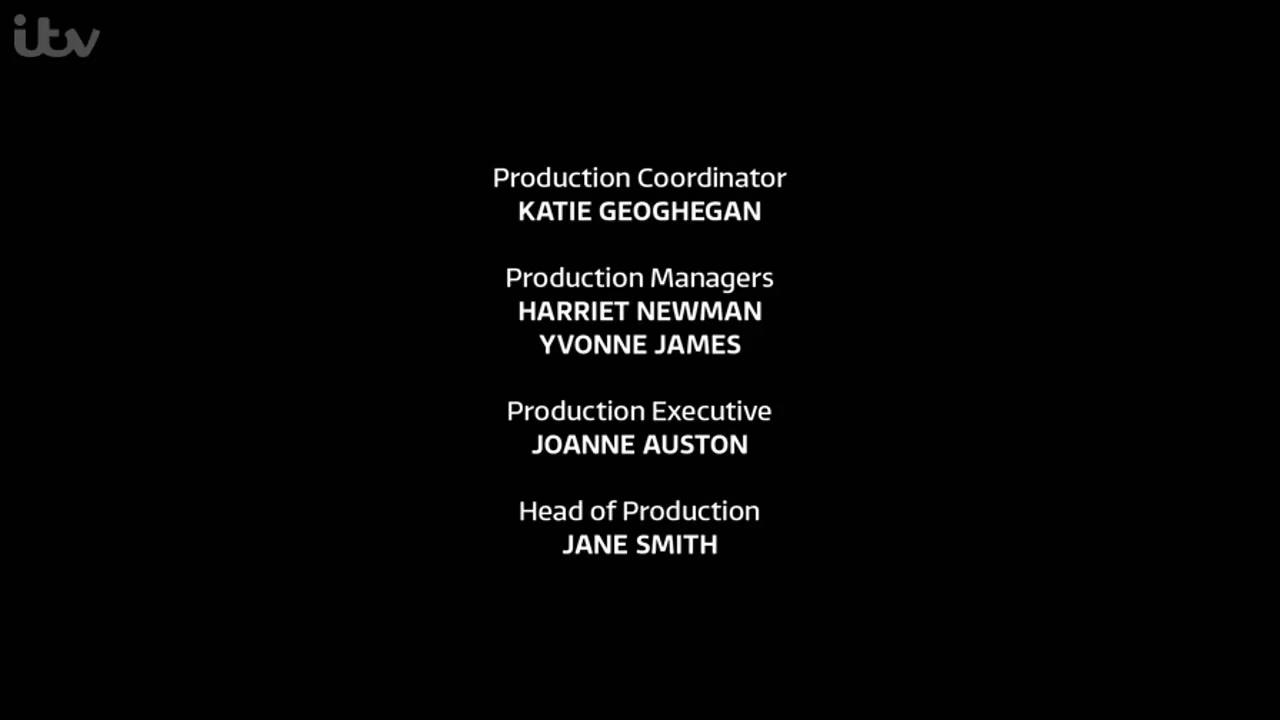 itv
Production Coordinator
KATIE GEOGHEGAN
Production Managers
HARRIET NEWMAN
YVONNE JAMES
Production Executive
JOANNE AUSTON
Head of Production
JANE SMITH